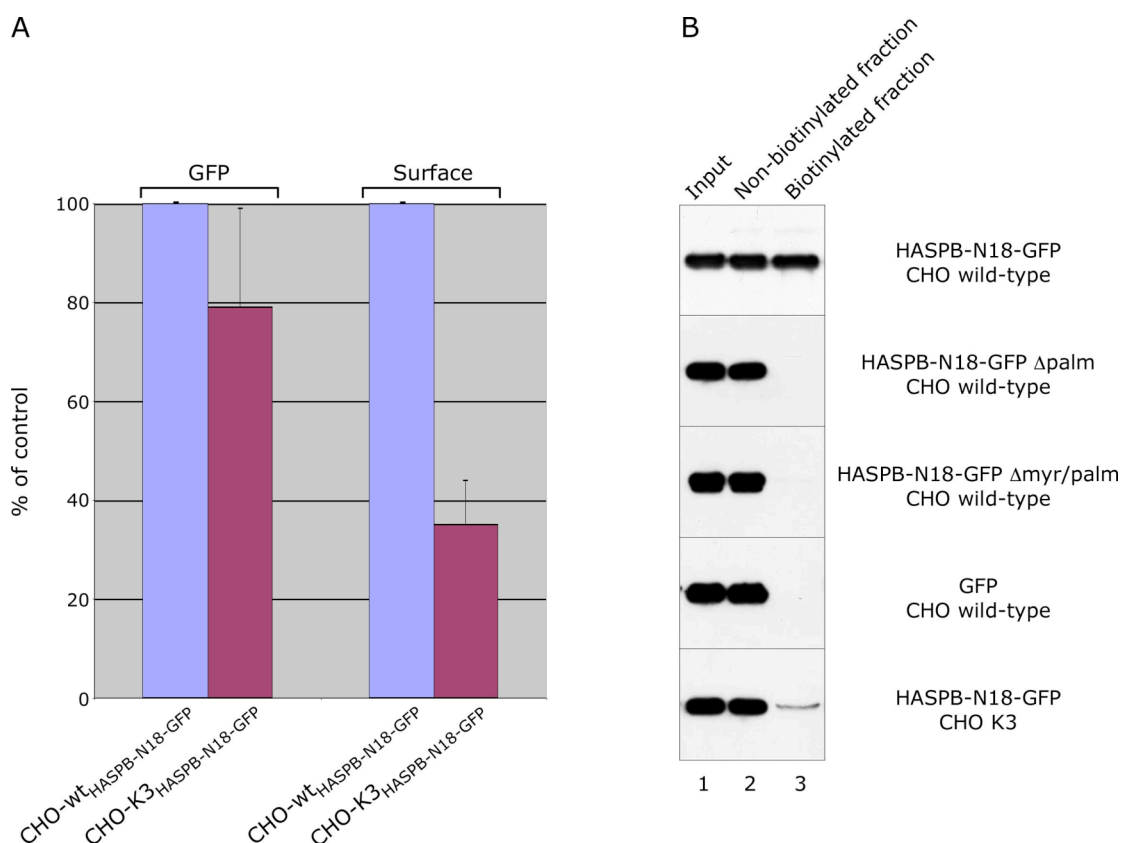 A
GFP
Surface
100
80
60
40
20
0
% of control
CHO-wtHASPB-N18-GFP
CHO-K3HASPB-N18-GFP
CHO-wtHASPB-N18-GFP
CHO-K3HASPB-N18-GFP
B
Input
Non-biotinylated fraction
Biotinylated fraction
HASPB-N18-GFP
CHO wild-type
HASPB-N18-GFP Δpalm
CHO wild-type
HASPB-N18-GFP Δmyr/palm
CHO wild-type
GFP
CHO wild-type
HASPB-N18-GFP
CHO K3
1 2 3